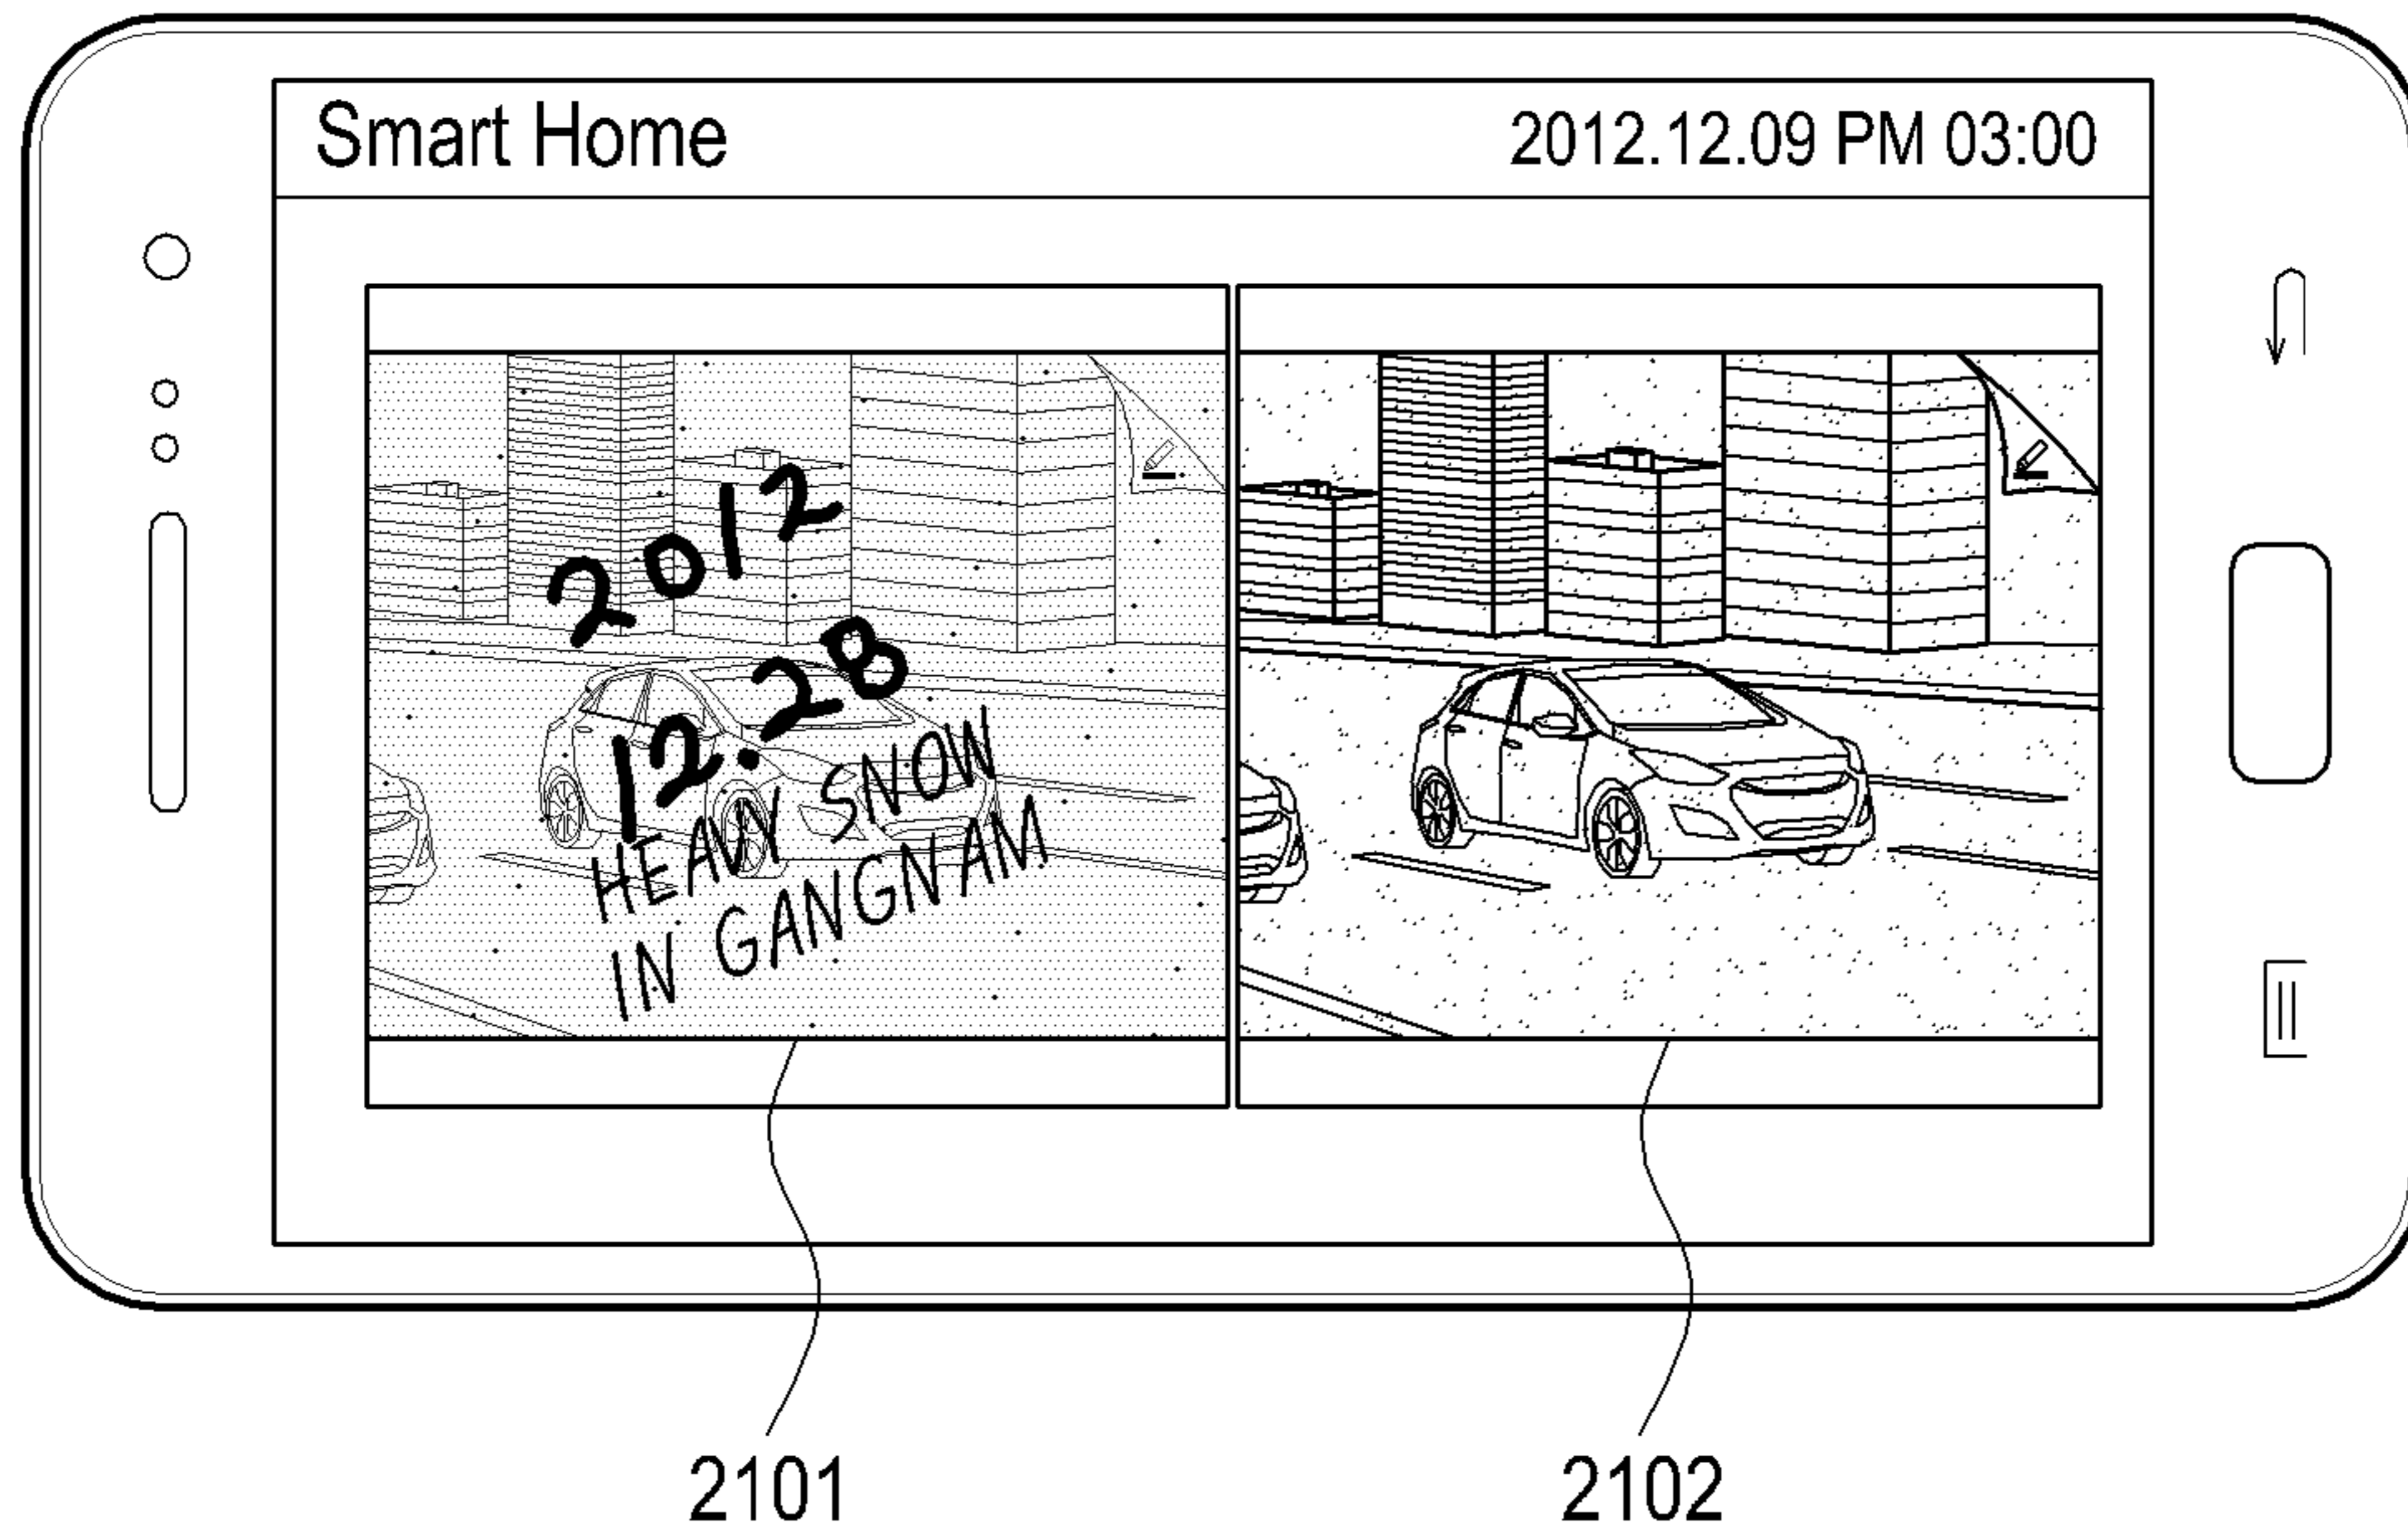 Smart Home
2012.12.09 PM 03:00
2012
12.28
HEAVY SNOW
IN GANGNAM
2101
2102